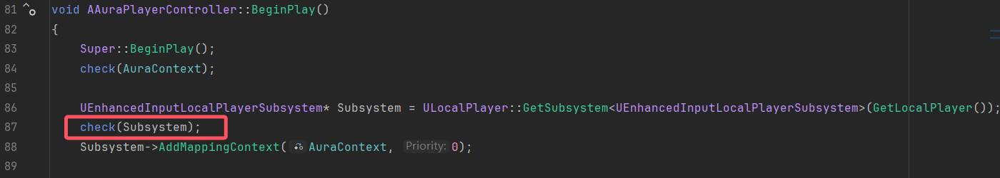 81 void AAuraPlayerController::BeginPlay()
82 {
83 Super::BeginPlay();
84 check(AuraContext);
85
86 UEnhancedInputLocalPlayerSubsystem* Subsystem = ULocalPlayer::GetSubsystem<UEnhancedInputLocalPlayerSubsystem>(GetLocalPlayer());
87 check(Subsystem);
88 Subsystem->AddMappingContext(AuraContext, Priority: 0);
89